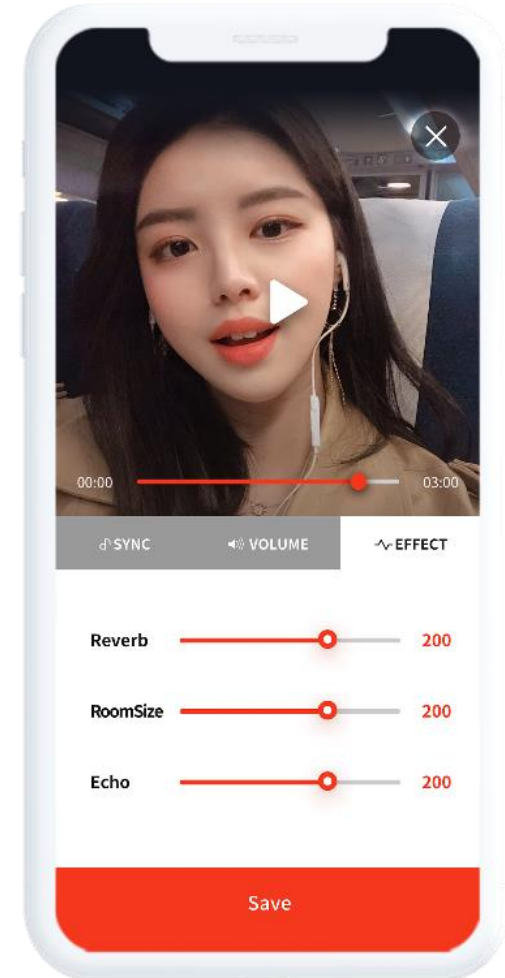 00:00 03:00
SYNC VOLUME EFFECT
Reverb 200
RoomSize 200
Echo 200
Save